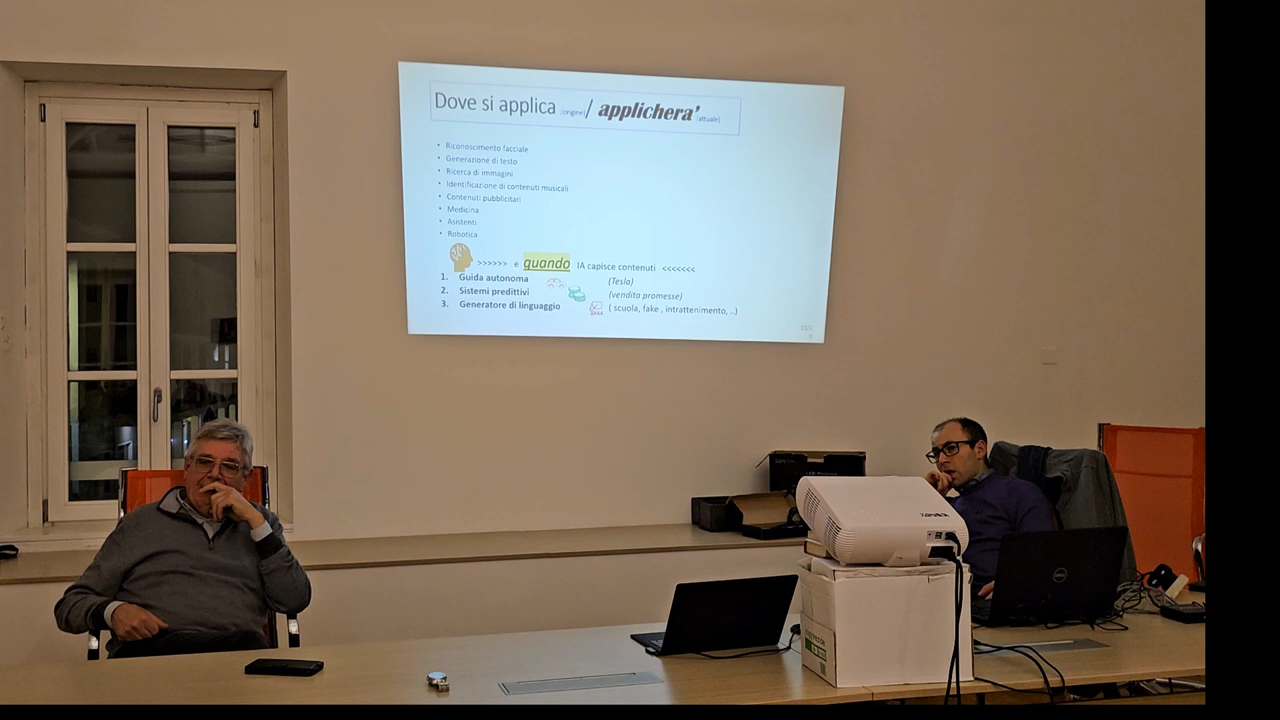 Dove si applica (origine) / applichera' (attuale)
• Riconoscimento facciale
• Generazione di testo
• Ricerca di immagini
• Identificazione di contenuti musicali
• Contenuti pubblicitari
• Medicina
• Asistenti
• Robotica
>>>>>> e quando IA capisce contenuti <<<<<<<
1. Guida autonoma (Tesla)
2. Sistemi predittivi (vendita promesse)
3. Generatore di linguaggio ( scuola, fake , intrattenimento, ..)
DELL